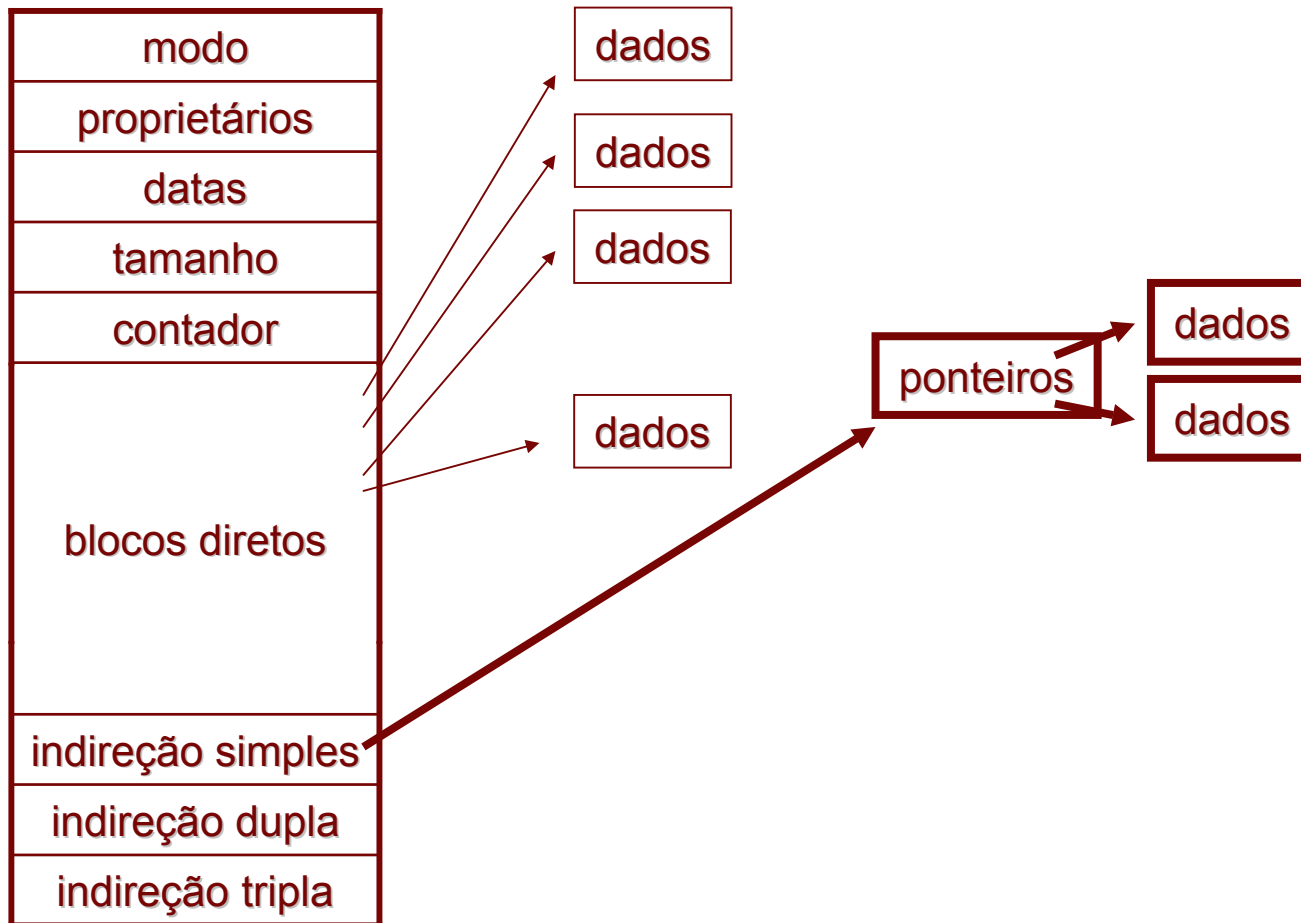 modo
proprietários
datas
tamanho
contador
blocos diretos
indireção simples
indireção dupla
indireção tripla
dados
dados
dados
dados
ponteiros
dados
dados